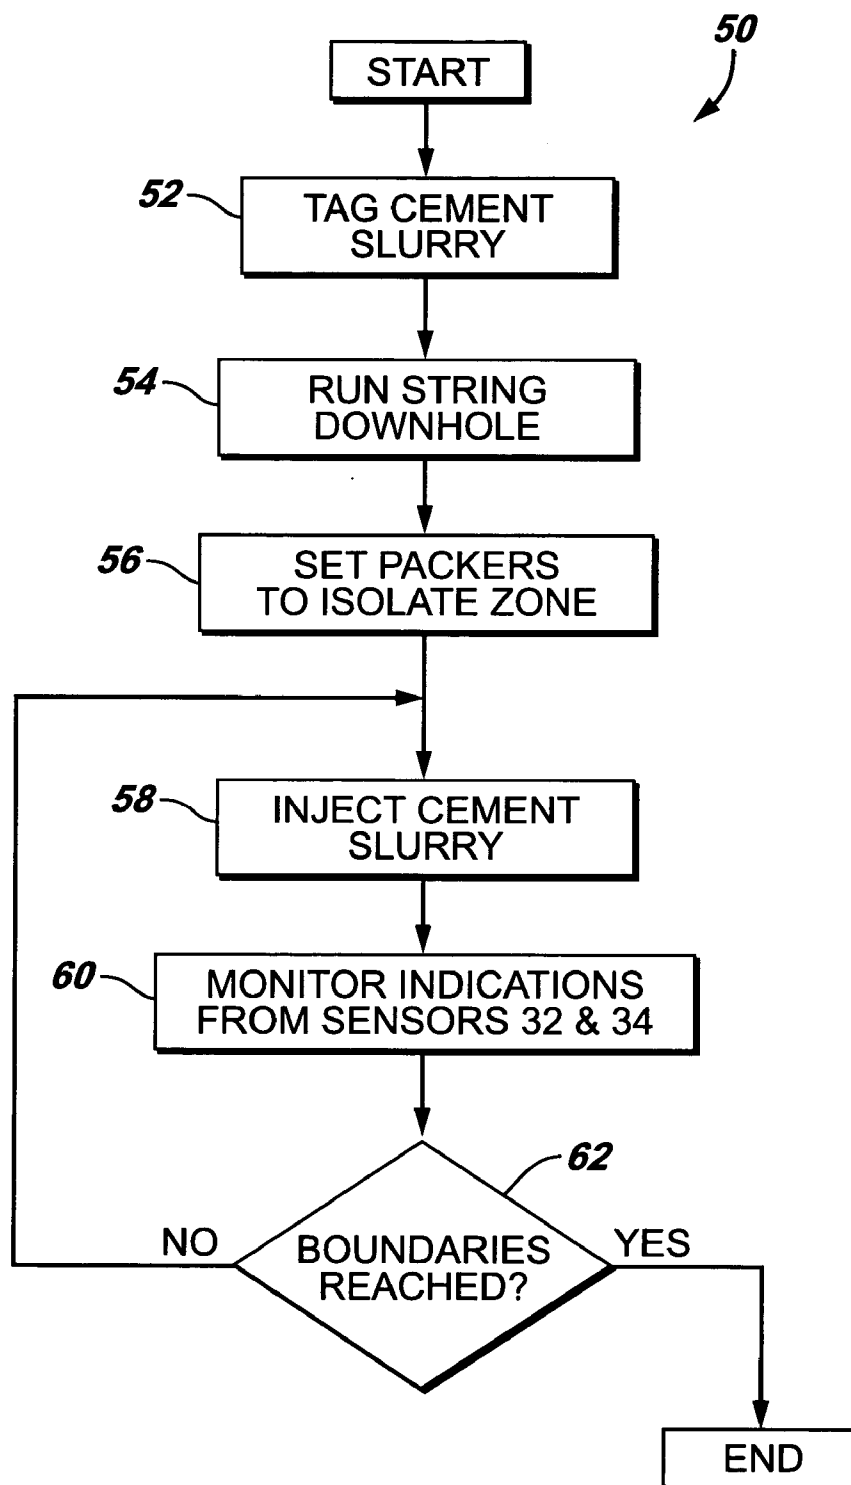 50
START
52
TAG CEMENT
SLURRY
54
RUN STRING
DOWNHOLE
56
SET PACKERS
TO ISOLATE ZONE
58
INJECT CEMENT
SLURRY
60
MONITOR INDICATIONS
FROM SENSORS 32 & 34
62
NO
BOUNDARIES
REACHED?
YES
END